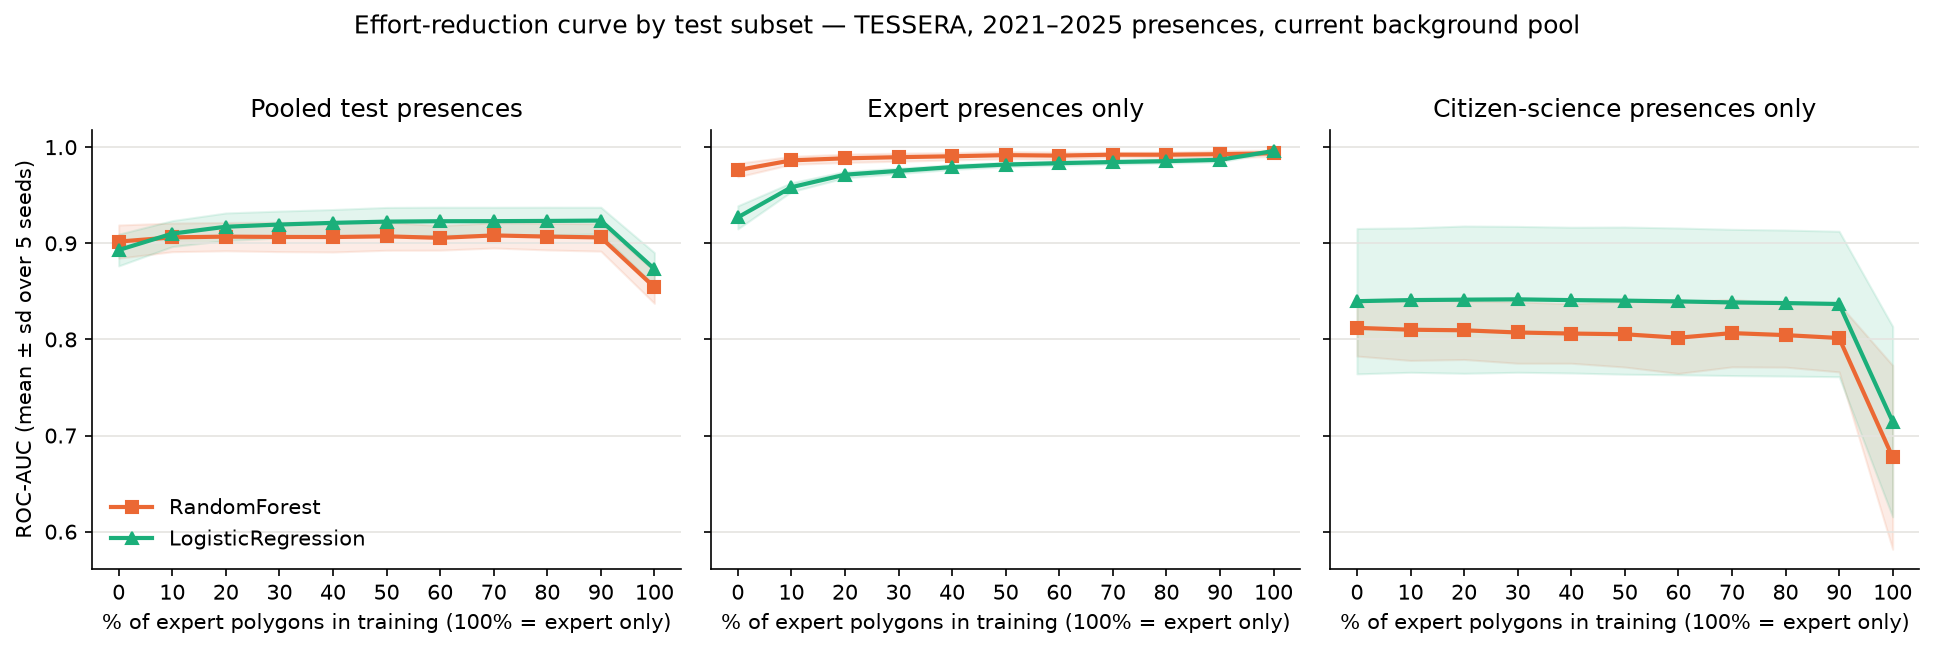 Effort-reduction curve by test subset — TESSERA, 2021–2025 presences, current background pool
Pooled test presences
Expert presences only
Citizen-science presences only
ROC-AUC (mean ± sd over 5 seeds)
1.0
0.9
0.8
0.7
0.6
RandomForest
LogisticRegression
0 10 20 30 40 50 60 70 80 90 100
0 10 20 30 40 50 60 70 80 90 100
0 10 20 30 40 50 60 70 80 90 100
% of expert polygons in training (100% = expert only)
% of expert polygons in training (100% = expert only)
% of expert polygons in training (100% = expert only)